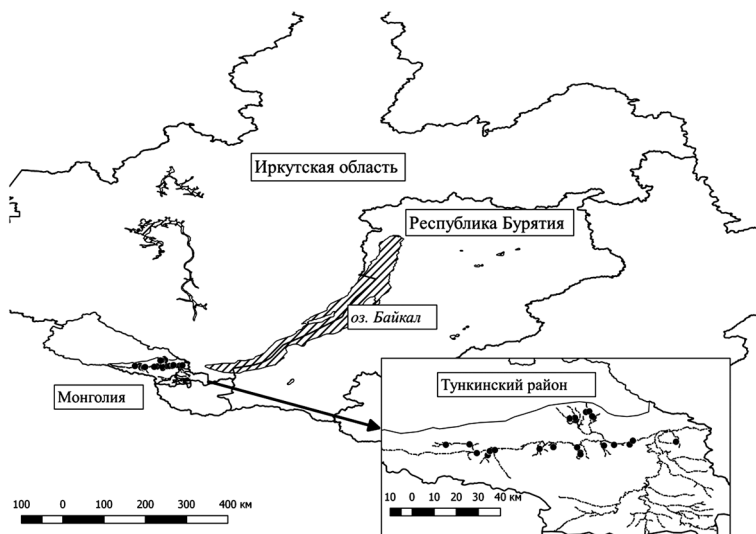 Иркутская область
Республика Бурятия
оз. Байкал
Монголия
Тункинский район
100 0 100 200 300 400 км
10 0 10 20 30 40 км